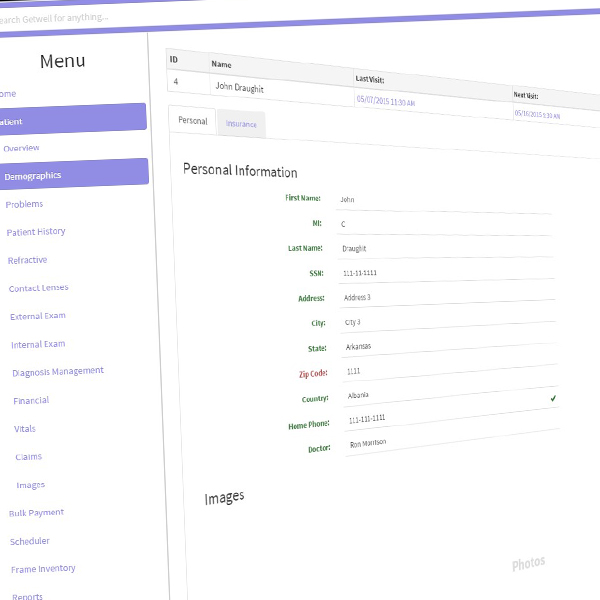 earch Getwell for anything...
Menu
ome
atient
Overview
Demographics
Problems
Patient History
Refractive
Contact Lenses
External Exam
Internal Exam
Diagnosis Management
Financial
Vitals
Claims
Images
Bulk Payment
Scheduler
Frame Inventory
Reports
ID Name Last Visit: Next Visit:
4 John Draughit 05/07/2015 11:30 AM 05/15/2015 9:30 AM
Personal Insurance
Personal Information
First Name: John
MI: C
Last Name: Draughit
SSN: 111-11-1111
Address: Address 3
City: City 3
State: Arkansas
Zip Code: 1111
Country: Albania
Home Phone: 111-111-1111
Doctor: Ron Morrison
Images
Photos